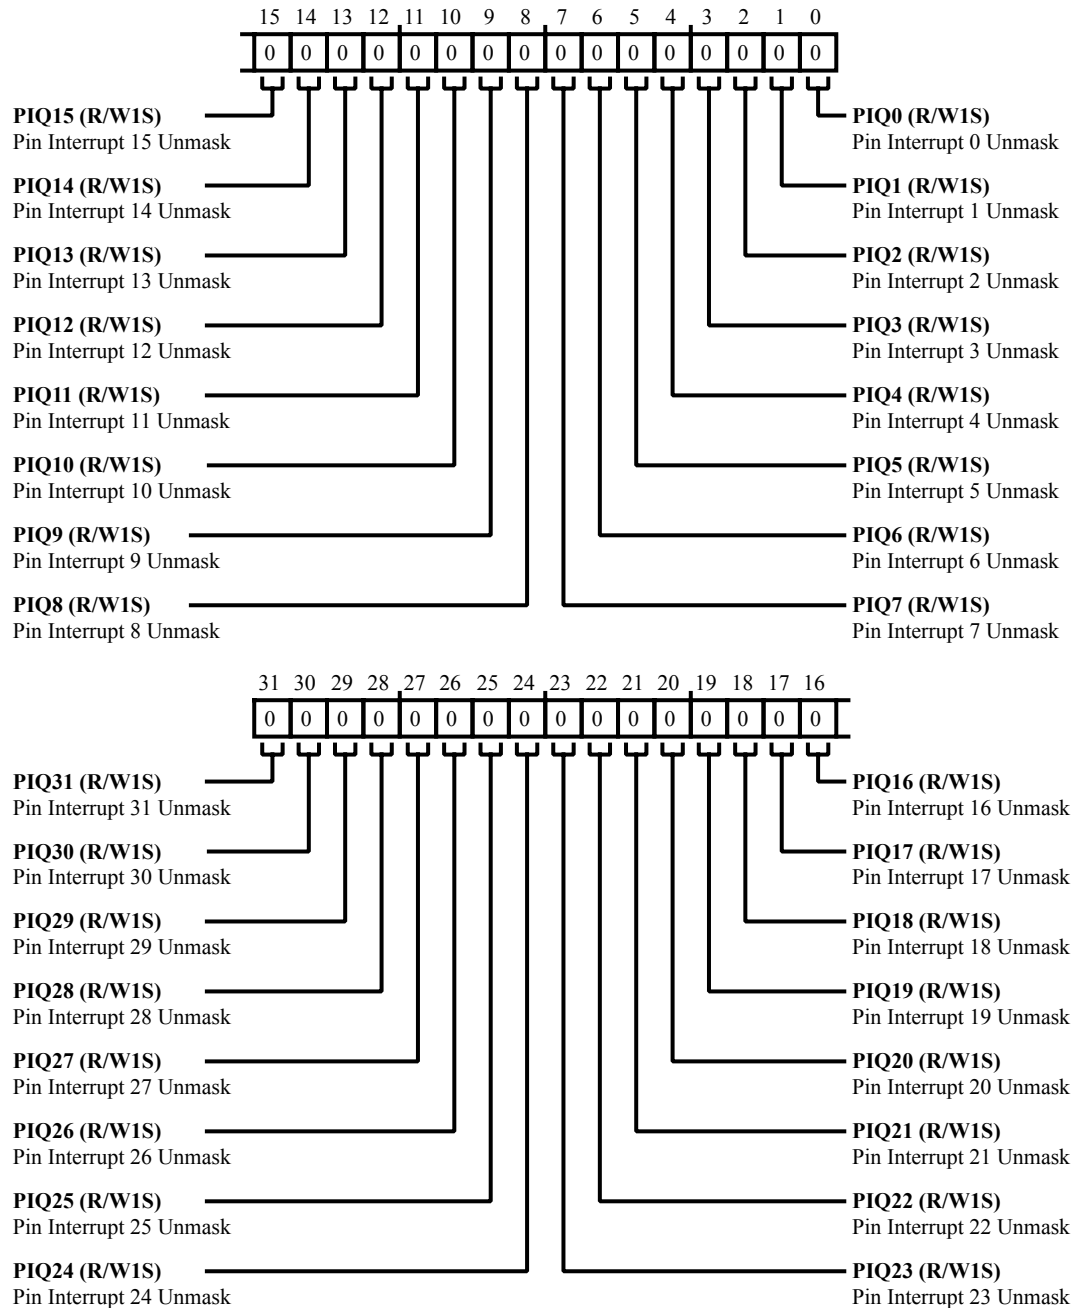 15 14 13 12 11 10 9 8 7 6 5 4 3 2 1 0
0 0 0 0 0 0 0 0 0 0 0 0 0 0 0 0
PIQ15 (R/W1S)
Pin Interrupt 15 Unmask
PIQ14 (R/W1S)
Pin Interrupt 14 Unmask
PIQ13 (R/W1S)
Pin Interrupt 13 Unmask
PIQ12 (R/W1S)
Pin Interrupt 12 Unmask
PIQ11 (R/W1S)
Pin Interrupt 11 Unmask
PIQ10 (R/W1S)
Pin Interrupt 10 Unmask
PIQ9 (R/W1S)
Pin Interrupt 9 Unmask
PIQ8 (R/W1S)
Pin Interrupt 8 Unmask
PIQ0 (R/W1S)
Pin Interrupt 0 Unmask
PIQ1 (R/W1S)
Pin Interrupt 1 Unmask
PIQ2 (R/W1S)
Pin Interrupt 2 Unmask
PIQ3 (R/W1S)
Pin Interrupt 3 Unmask
PIQ4 (R/W1S)
Pin Interrupt 4 Unmask
PIQ5 (R/W1S)
Pin Interrupt 5 Unmask
PIQ6 (R/W1S)
Pin Interrupt 6 Unmask
PIQ7 (R/W1S)
Pin Interrupt 7 Unmask
31 30 29 28 27 26 25 24 23 22 21 20 19 18 17 16
0 0 0 0 0 0 0 0 0 0 0 0 0 0 0 0
PIQ31 (R/W1S)
Pin Interrupt 31 Unmask
PIQ30 (R/W1S)
Pin Interrupt 30 Unmask
PIQ29 (R/W1S)
Pin Interrupt 29 Unmask
PIQ28 (R/W1S)
Pin Interrupt 28 Unmask
PIQ27 (R/W1S)
Pin Interrupt 27 Unmask
PIQ26 (R/W1S)
Pin Interrupt 26 Unmask
PIQ25 (R/W1S)
Pin Interrupt 25 Unmask
PIQ24 (R/W1S)
Pin Interrupt 24 Unmask
PIQ16 (R/W1S)
Pin Interrupt 16 Unmask
PIQ17 (R/W1S)
Pin Interrupt 17 Unmask
PIQ18 (R/W1S)
Pin Interrupt 18 Unmask
PIQ19 (R/W1S)
Pin Interrupt 19 Unmask
PIQ20 (R/W1S)
Pin Interrupt 20 Unmask
PIQ21 (R/W1S)
Pin Interrupt 21 Unmask
PIQ22 (R/W1S)
Pin Interrupt 22 Unmask
PIQ23 (R/W1S)
Pin Interrupt 23 Unmask